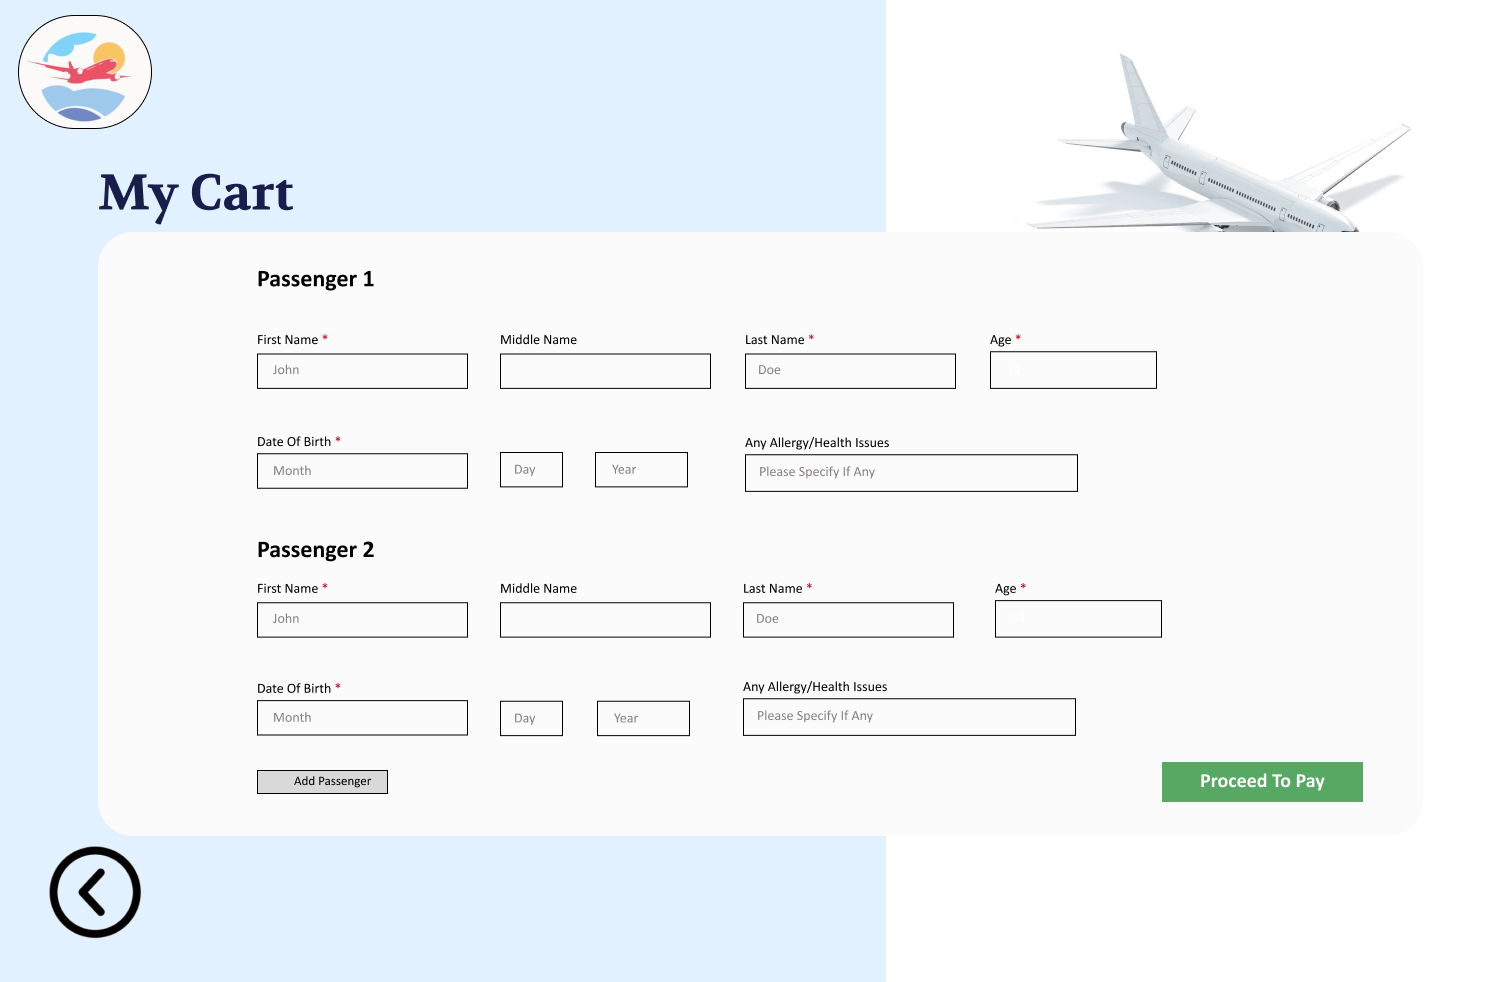 My Cart
Passenger 1
First Name * Middle Name Last Name * Age *
John Doe
Date Of Birth * Any Allergy/Health Issues
Month Day Year Please Specify If Any
Passenger 2
First Name * Middle Name Last Name * Age *
John Doe
Date Of Birth * Any Allergy/Health Issues
Month Day Year Please Specify If Any
Add Passenger Proceed To Pay